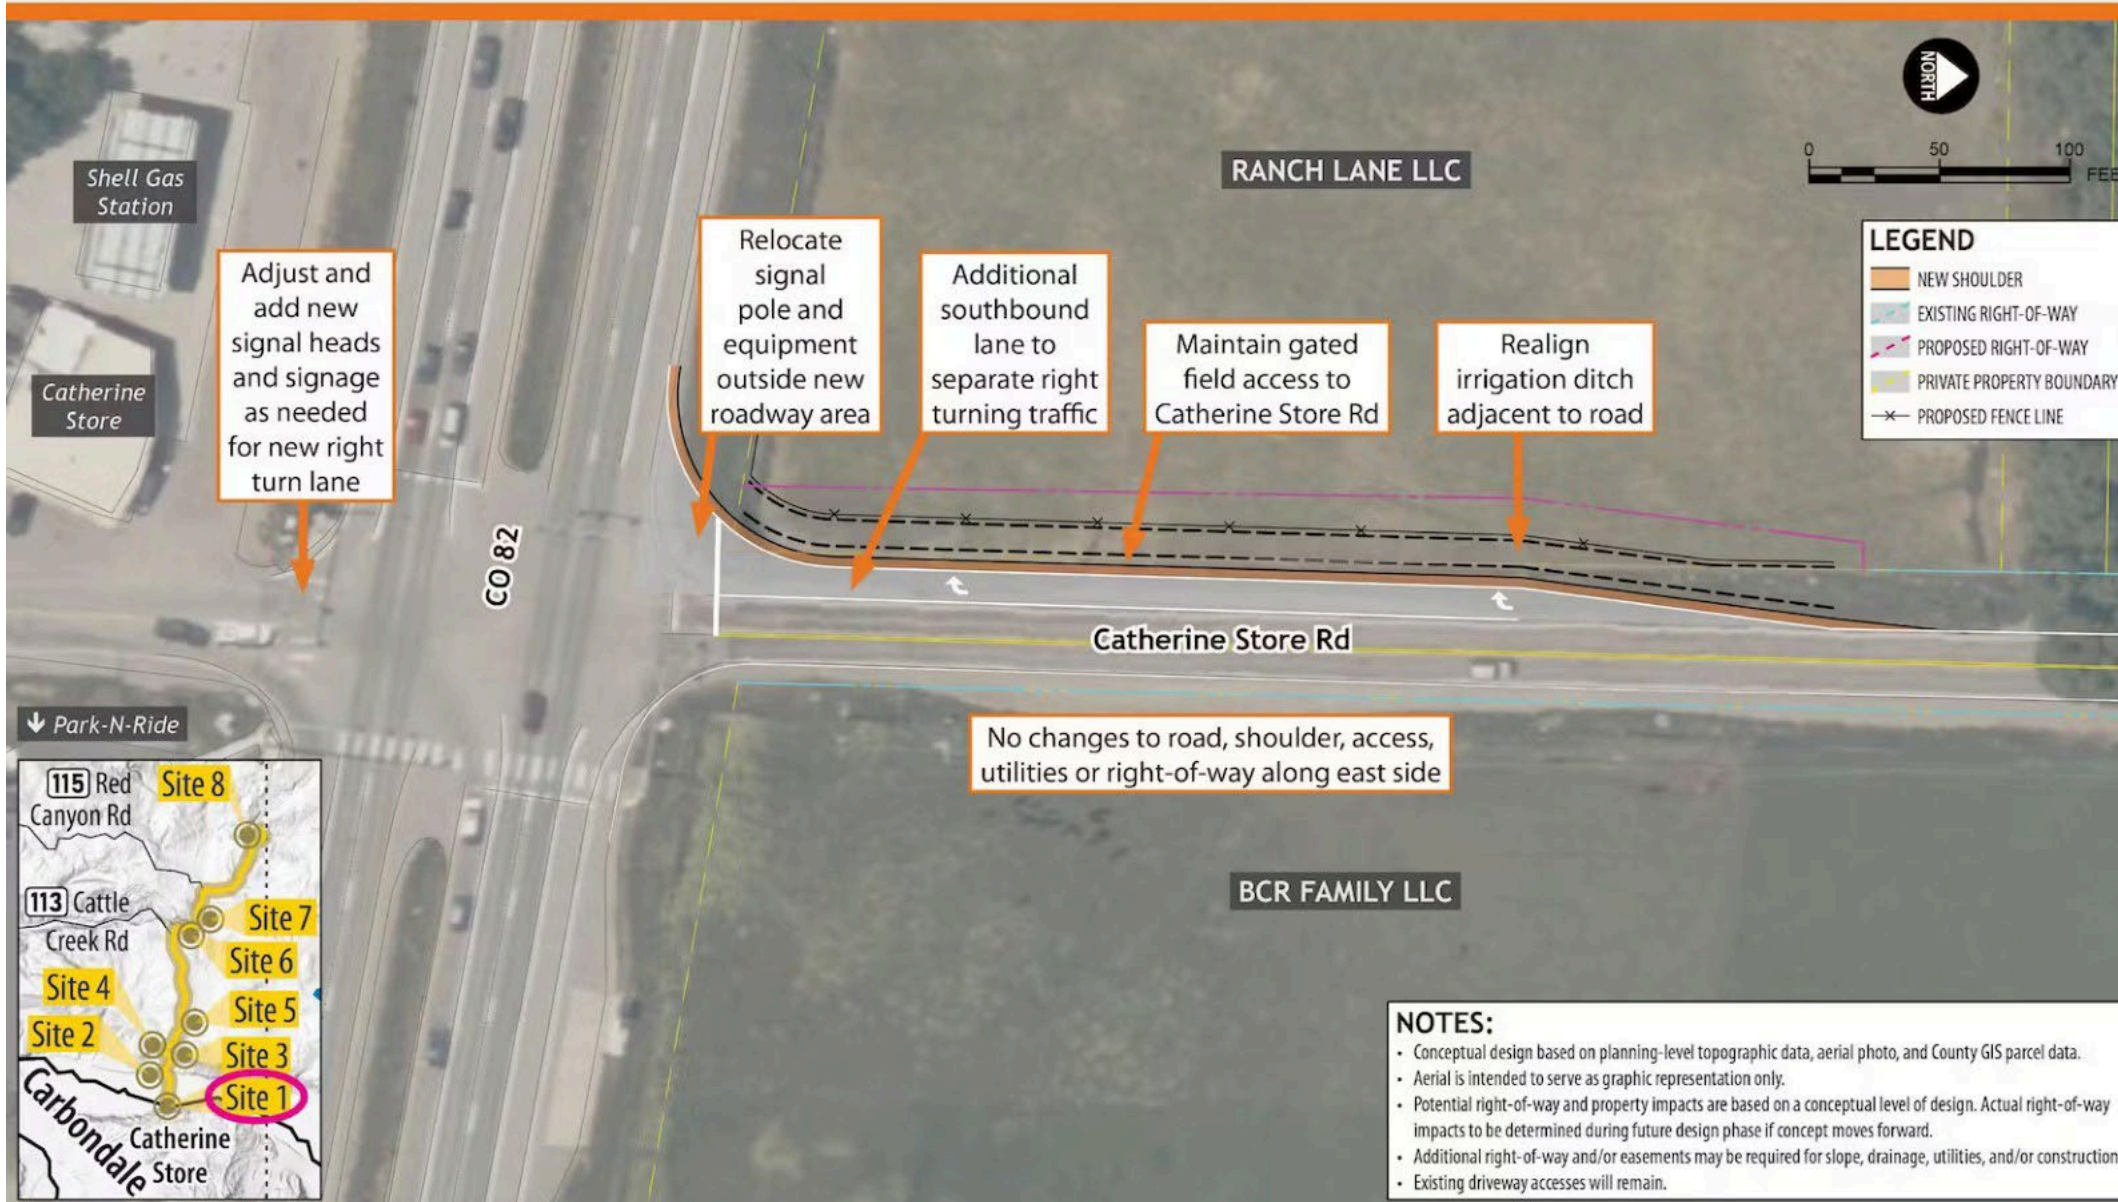 NORTH
0 50 100
FEE
RANCH LANE LLC
Shell Gas
Station
Catherine
Store
Adjust and
add new
signal heads
and signage
as needed
for new right
turn lane
Relocate
signal
pole and
equipment
outside new
roadway area
Additional
southbound
lane to
separate right
turning traffic
Maintain gated
field access to
Catherine Store Rd
Realign
irrigation ditch
adjacent to road
LEGEND
NEW SHOULDER
EXISTING RIGHT-OF-WAY
PROPOSED RIGHT-OF-WAY
PRIVATE PROPERTY BOUNDARY
PROPOSED FENCE LINE
CO 82
Catherine Store Rd
Park-N-Ride
No changes to road, shoulder, access,
utilities or right-of-way along east side
BCR FAMILY LLC
115 Red
Canyon Rd
Site 8
113 Cattle
Creek Rd
Site 7
Site 6
Site 4
Site 5
Site 2
Site 3
Site 1
Carbondale
Catherine
Store
NOTES:
• Conceptual design based on planning-level topographic data, aerial photo, and County GIS parcel data.
• Aerial is intended to serve as graphic representation only.
• Potential right-of-way and property impacts are based on a conceptual level of design. Actual right-of-way
impacts to be determined during future design phase if concept moves forward.
• Additional right-of-way and/or easements may be required for slope, drainage, utilities, and/or construction
• Existing driveway accesses will remain.